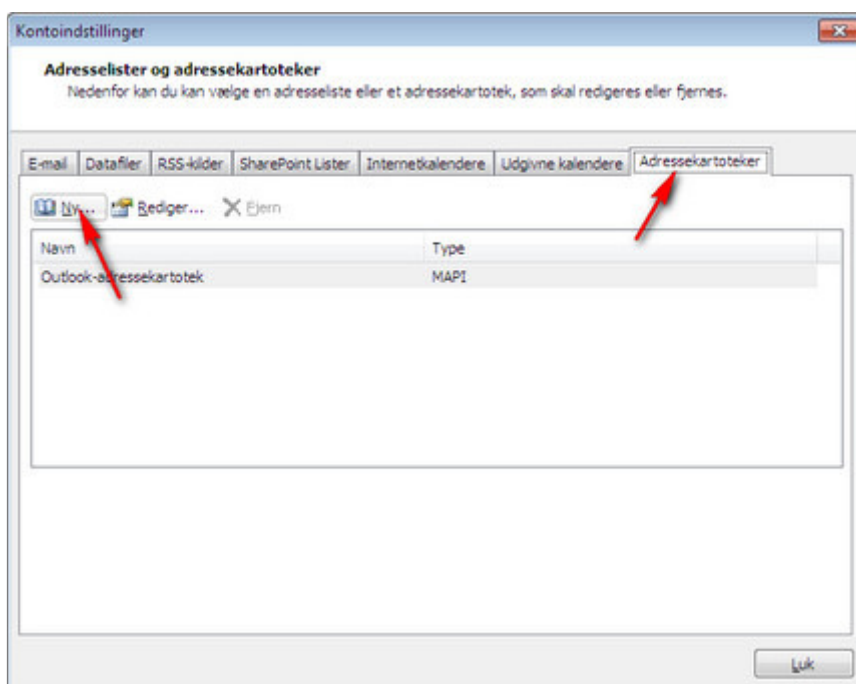 Kontoindstillinger
Adresselister og adressekartoteker
Nedenfor kan du kan vælge en adresseliste eller et adressekartotek, som skal redigeres eller fjernes.
E-mail Datafiler RSS-kilder SharePoint Lister Internetkalendere Udgivne kalendere Adressekartoteker
Ny... Rediger... Fjern
Navn Type
Outlook-adressekartotek MAPI
Luk